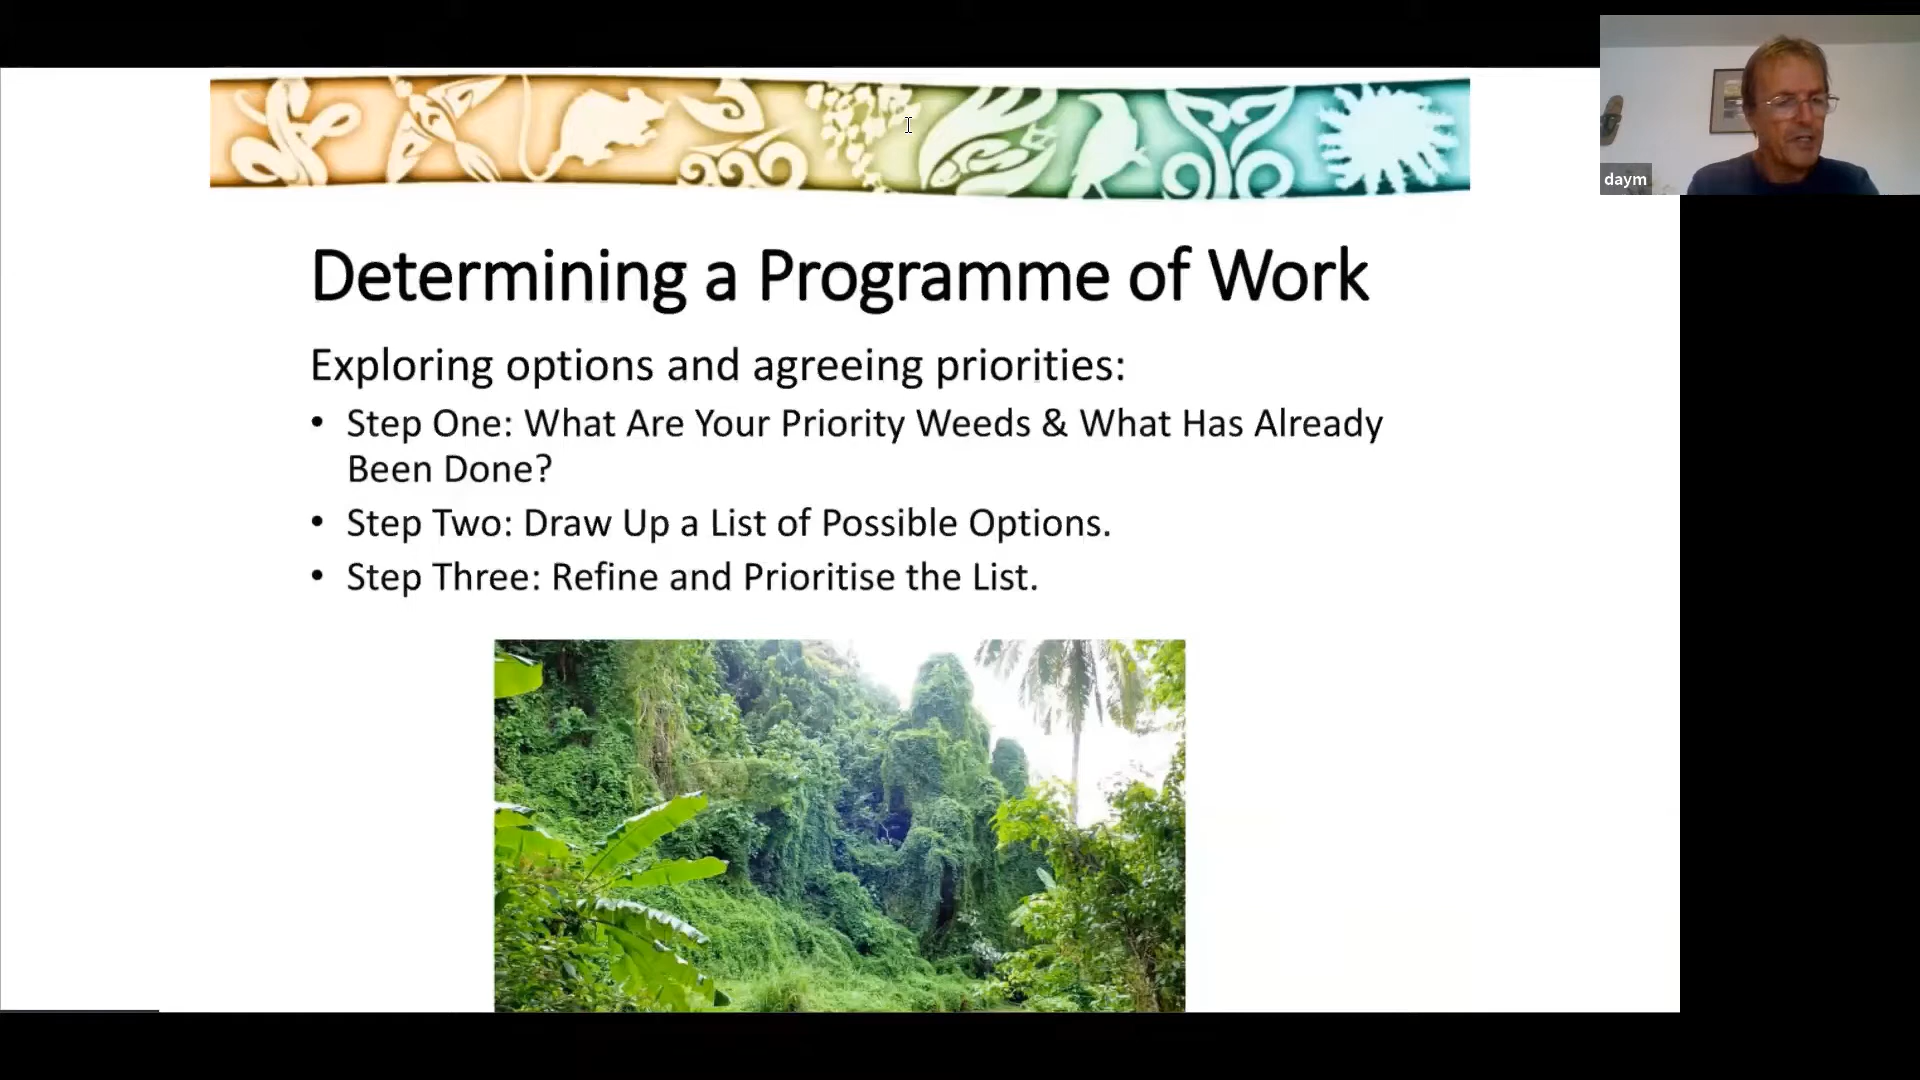 daym
Determining a Programme of Work
Exploring options and agreeing priorities:
• Step One: What Are Your Priority Weeds & What Has Already
Been Done?
• Step Two: Draw Up a List of Possible Options.
• Step Three: Refine and Prioritise the List.